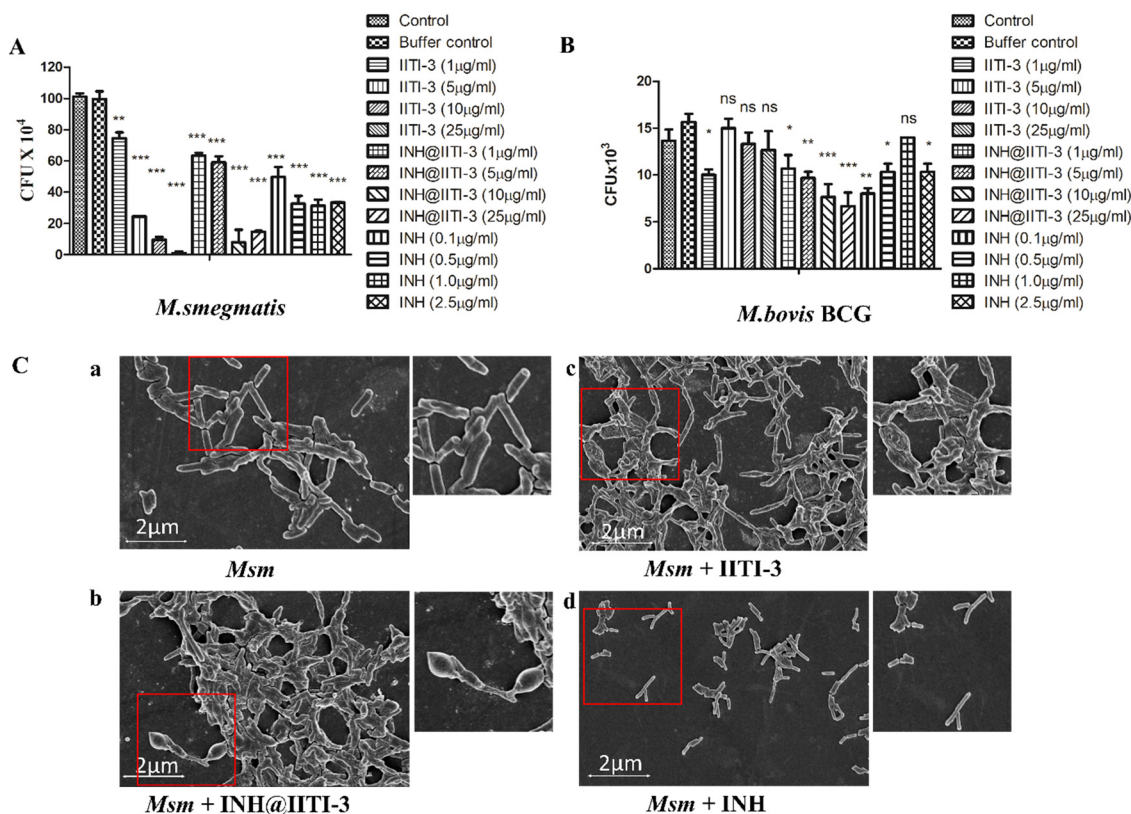 A
Control
Buffer control
IITI-3 (1μg/ml)
IITI-3 (5μg/ml)
IITI-3 (10μg/ml)
IITI-3 (25μg/ml)
INH@IITI-3 (1μg/ml)
INH@IITI-3 (5μg/ml)
INH@IITI-3 (10μg/ml)
INH@IITI-3 (25μg/ml)
INH (0.1μg/ml)
INH (0.5μg/ml)
INH (1.0μg/ml)
INH (2.5μg/ml)
CFU X 10⁴
120
100
80
60
40
20
0
** *** *** *** *** *** *** *** *** *** *** ***
M.smegmatis
B
Control
Buffer control
IITI-3 (1μg/ml)
IITI-3 (5μg/ml)
IITI-3 (10μg/ml)
IITI-3 (25μg/ml)
INH@IITI-3 (1μg/ml)
INH@IITI-3 (5μg/ml)
INH@IITI-3 (10μg/ml)
INH@IITI-3 (25μg/ml)
INH (0.1μg/ml)
INH (0.5μg/ml)
INH (1.0μg/ml)
INH (2.5μg/ml)
CFUx10³
20
15
10
5
0
* ns ns ns * ** *** *** ** * ns *
M.bovis BCG
C
a
2μm
Msm
c
2μm
Msm + IITI-3
b
2μm
Msm + INH@IITI-3
d
2μm
Msm + INH